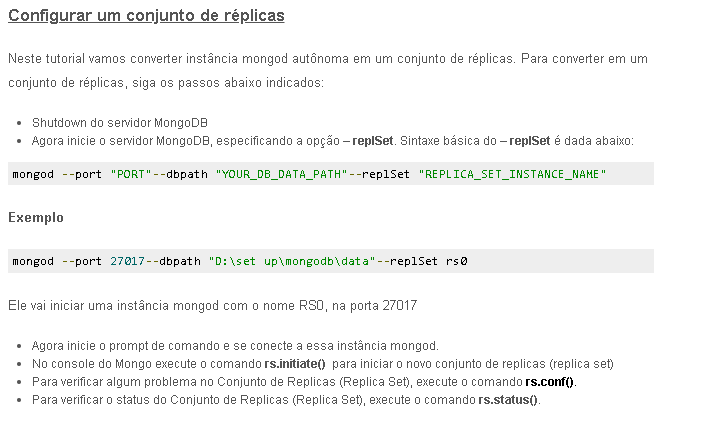 Configurar um conjunto de réplicas
Neste tutorial vamos converter instância mongod autônoma em um conjunto de réplicas. Para converter em um
conjunto de réplicas, siga os passos abaixo indicados:
• Shutdown do servidor MongoDB
• Agora inicie o servidor MongoDB, especificando a opção – replSet. Sintaxe básica do – replSet é dada abaixo:
mongod --port "PORT"--dbpath "YOUR_DB_DATA_PATH"--replSet "REPLICA_SET_INSTANCE_NAME"
Exemplo
mongod --port 27017--dbpath "D:\set up\mongodb\data"--replSet rs0
Ele vai iniciar uma instância mongod com o nome RS0, na porta 27017
• Agora inicie o prompt de comando e se conecte a essa instância mongod.
• No console do Mongo execute o comando rs.initiate() para iniciar o novo conjunto de replicas (replica set)
• Para verificar algum problema no Conjunto de Replicas (Replica Set), execute o comando rs.conf().
• Para verificar o status do Conjunto de Replicas (Replica Set), execute o comando rs.status().